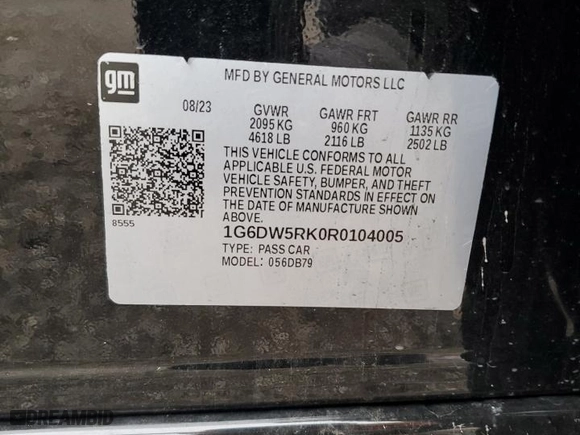 gm
MFD BY GENERAL MOTORS LLC
08/23
GVWR
GAWR FRT
GAWR RR
2095 KG
960 KG
1135 KG
4618 LB
2116 LB
2502 LB
THIS VEHICLE CONFORMS TO ALL
APPLICABLE U.S. FEDERAL MOTOR
VEHICLE SAFETY, BUMPER, AND THEFT
PREVENTION STANDARDS IN EFFECT ON
THE DATE OF MANUFACTURE SHOWN
ABOVE.
8555
1G6DW5RK0R0104005
TYPE: PASS CAR
MODEL: 056DB79
DREAMBID